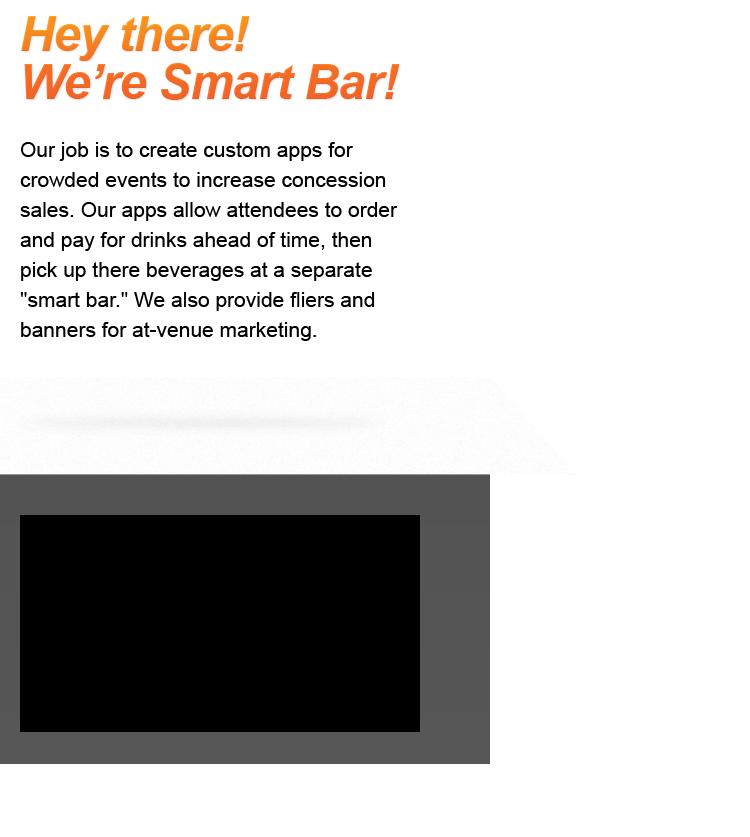 Hey there!
We’re Smart Bar!
Our job is to create custom apps for
crowded events to increase concession
sales. Our apps allow attendees to order
and pay for drinks ahead of time, then
pick up there beverages at a separate
"smart bar." We also provide fliers and
banners for at-venue marketing.